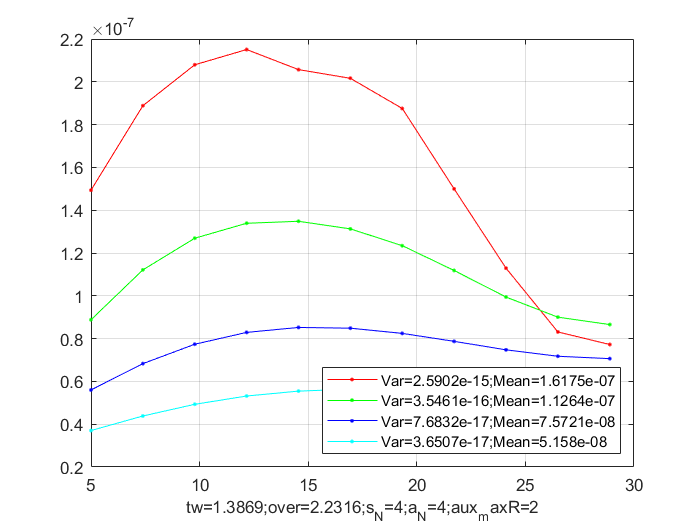 ×10-7
2.2
2
1.8
1.6
1.4
1.2
1
0.8
0.6
0.4
0.2
Var=2.5902e-15;Mean=1.6175e-07
Var=3.5461e-16;Mean=1.1264e-07
Var=7.6832e-17;Mean=7.5721e-08
Var=3.6507e-17;Mean=5.158e-08
5 10 15 20 25 30
tw=1.3869;over=2.2316;sN=4;aN=4;auxmaxR=2